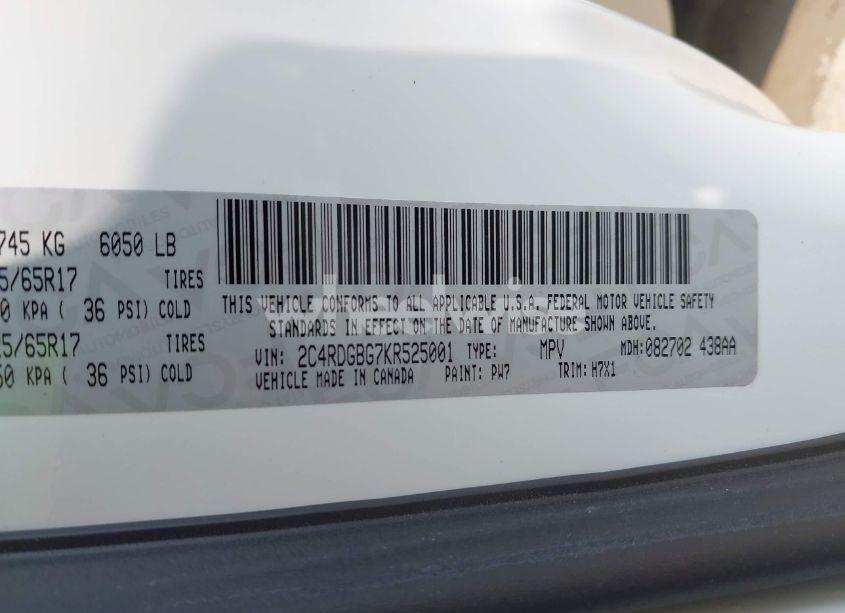 745 KG 6050 LB
5/65R17 TIRES
0 KPA ( 36 PSI) COLD
25/65R17 TIRES
50 KPA ( 36 PSI) COLD
THIS VEHICLE CONFORMS TO ALL APPLICABLE U.S.A. FEDERAL MOTOR VEHICLE SAFETY
STANDARDS IN EFFECT ON THE DATE OF MANUFACTURE SHOWN ABOVE.
VIN: 2C4RDGBG7KR525001 TYPE: MPV MDH: 082702 438AA
VEHICLE MADE IN CANADA PAINT: PW7 TRIM: H7X1